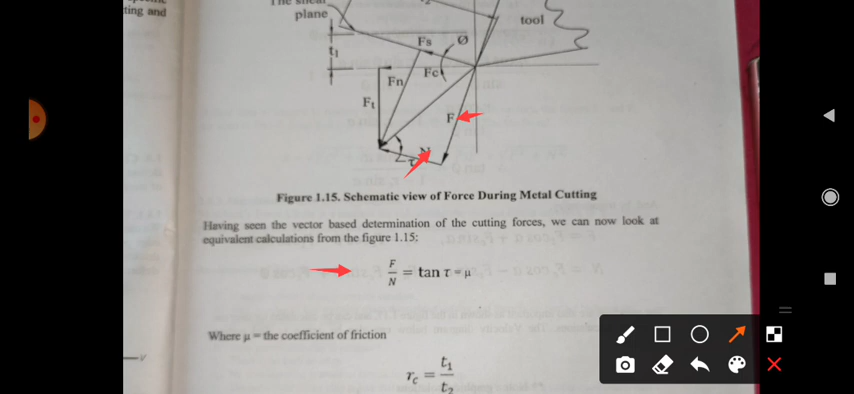 ting and
plane
tool
Fs Ø
t₁
Fn Fc
Ft
F
N
τ
Figure 1.15. Schematic view of Force During Metal Cutting
Having seen the vector based determination of the cutting forces, we can now look at
equivalent calculations from the figure 1.15:
F/N = tan τ = μ
Where μ = the coefficient of friction
r_c = t₁/t₂